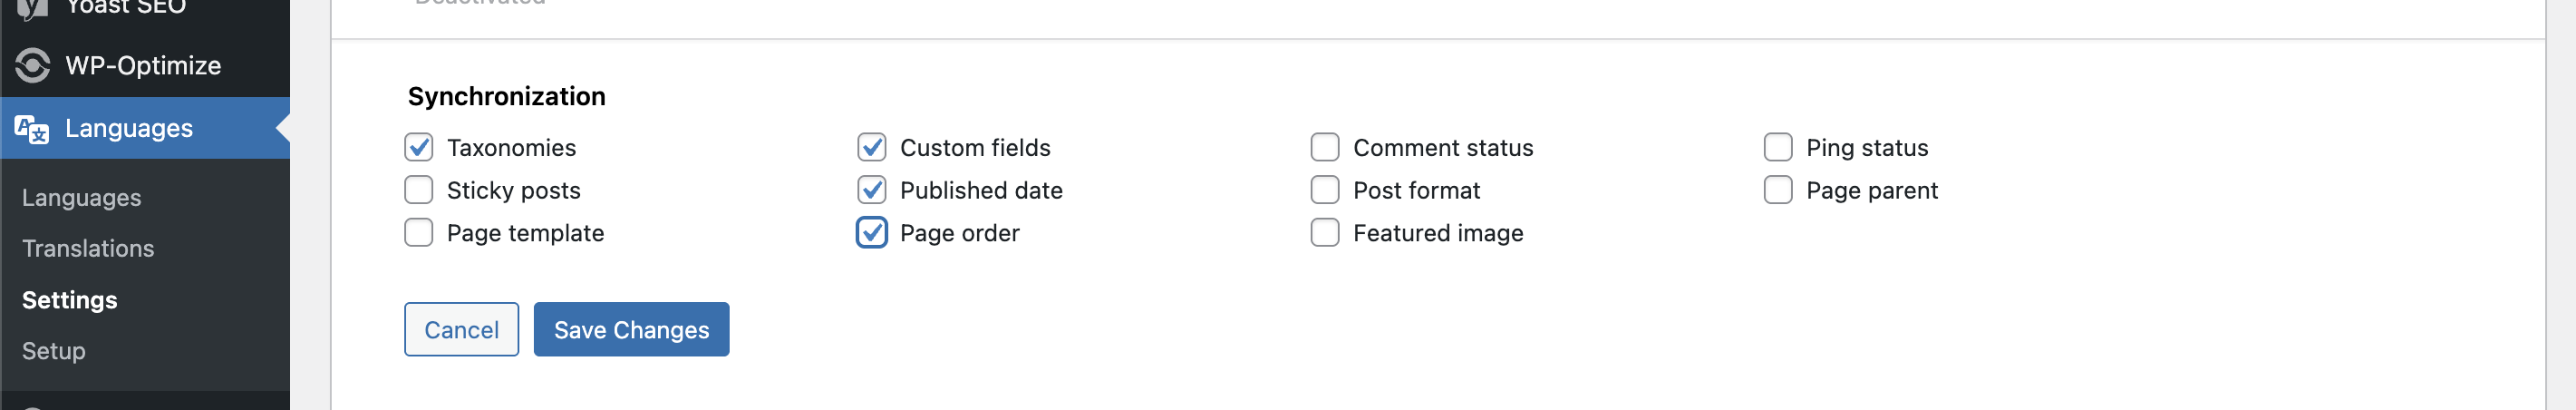 Yoast SEO
WP-Optimize
Languages
Languages
Translations
Settings
Setup
Deactivated
Synchronization
Taxonomies
Custom fields
Comment status
Ping status
Sticky posts
Published date
Post format
Page parent
Page template
Page order
Featured image
Cancel
Save Changes